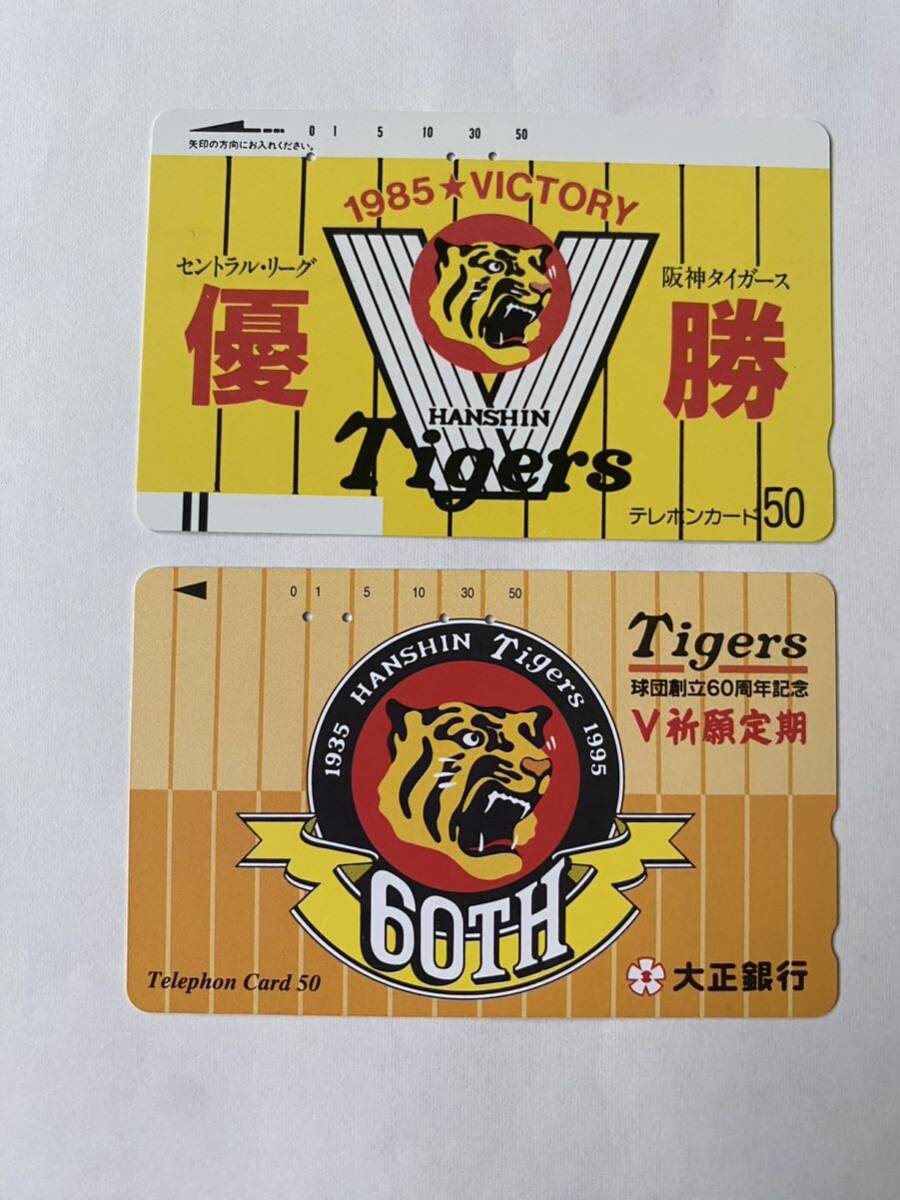 0 1 5 10 30 50
矢印の方向にお入れください。
1985★VICTORY
セントラル・リーグ
阪神タイガース
優 勝
HANSHIN
Tigers
テレホンカード50
0 1 5 10 30 50
Tigers
球団創立60周年記念
V祈願定期
1935 HANSHIN Tigers 1995
60TH
Telephon Card 50
大正銀行